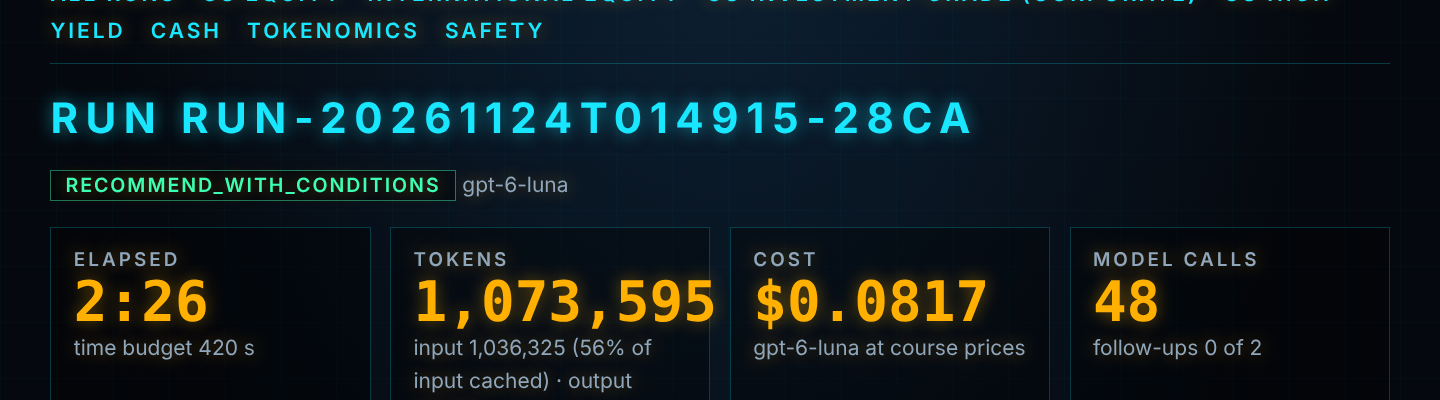 YIELD CASH TOKENOMICS SAFETY
RUN RUN-20261124T014915-28CA
RECOMMEND_WITH_CONDITIONS gpt-6-luna
ELAPSED
2:26
time budget 420 s
TOKENS
1,073,595
input 1,036,325 (56% of
input cached) · output
COST
$0.0817
gpt-6-luna at course prices
MODEL CALLS
48
follow-ups 0 of 2